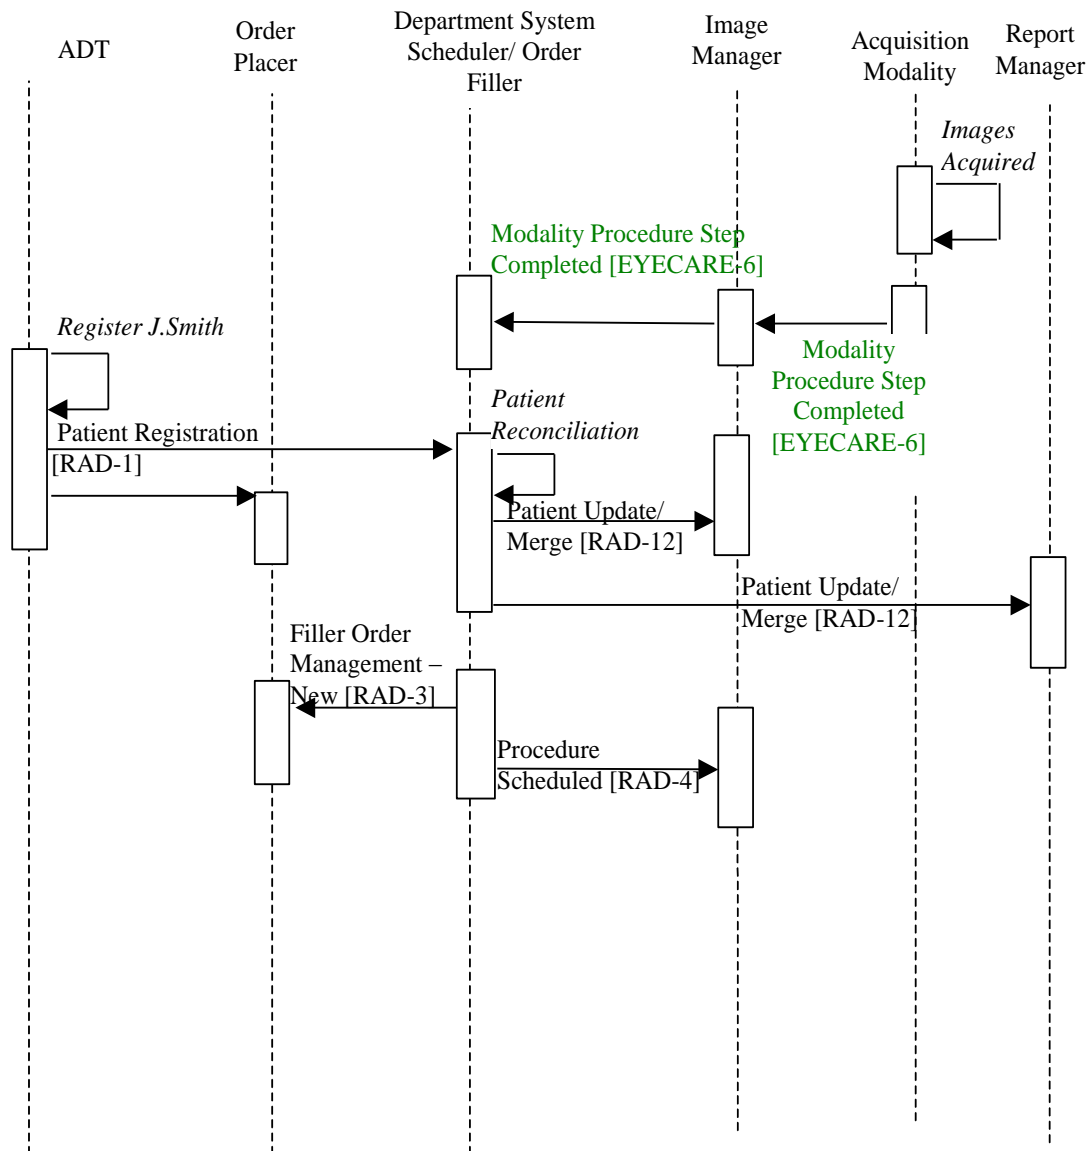 ADT
Order
Placer
Department System
Scheduler/ Order
Filler
Image
Manager
Acquisition
Modality
Report
Manager
Images
Acquired
Modality Procedure Step
Completed [EYECARE-6]
Register J.Smith
Modality
Procedure Step
Completed
[EYECARE-6]
Patient
Reconciliation
Patient Registration
[RAD-1]
Patient Update/
Merge [RAD-12]
Patient Update/
Merge [RAD-12]
Filler Order
Management –
New [RAD-3]
Procedure
Scheduled [RAD-4]